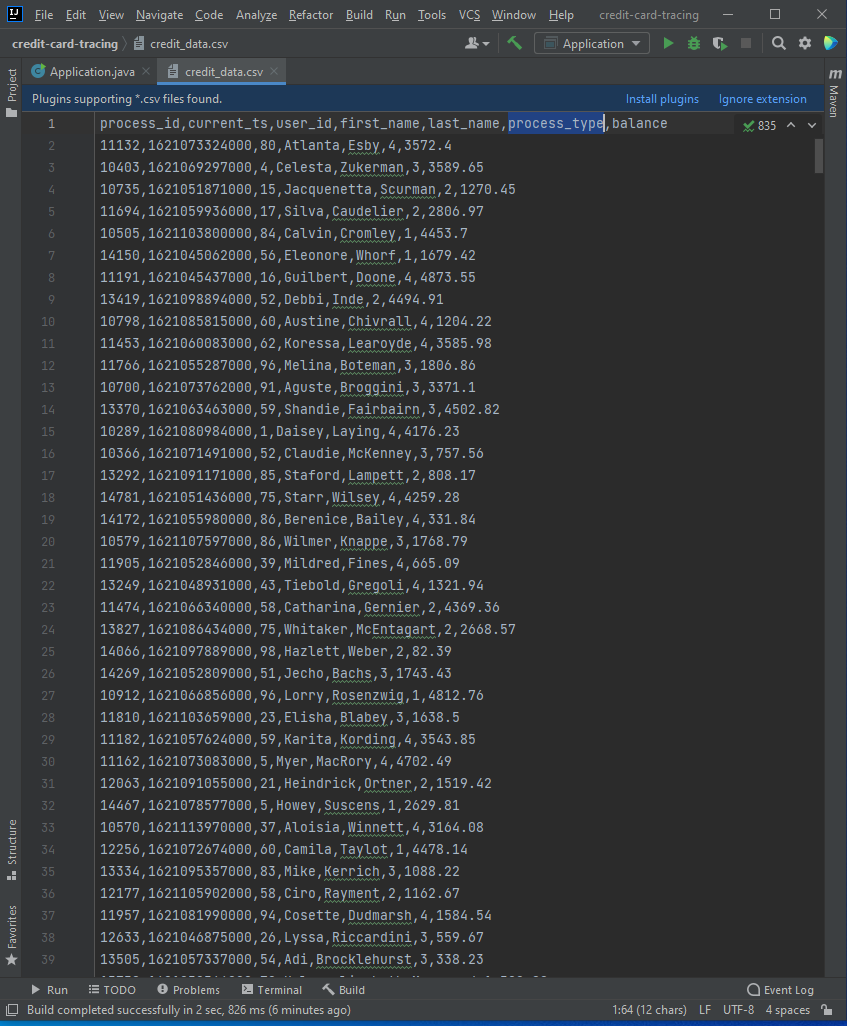 IJ File Edit View Navigate Code Analyze Refactor Build Run Tools VCS Window Help credit-card-tracing
credit-card-tracing credit_data.csv Application
Project
Application.java credit_data.csv
Maven
Plugins supporting *.csv files found. Install plugins Ignore extension
1 process_id,current_ts,user_id,first_name,last_name,process_type,balance 835
2 11132,1621073324000,80,Atlanta,Esby,4,3572.4
3 10403,1621069297000,4,Celesta,Zukerman,3,3589.65
4 10735,1621051871000,15,Jacquenetta,Scurman,2,1270.45
5 11694,1621059936000,17,Silva,Caudelier,2,2806.97
6 10505,1621103800000,84,Calvin,Cromley,1,4453.7
7 14150,1621045062000,56,Eleonore,Whorf,1,1679.42
8 11191,1621045437000,16,Guilbert,Doone,4,4873.55
9 13419,1621098894000,52,Debbi,Inde,2,4494.91
10 10798,1621085815000,60,Austine,Chivrall,4,1204.22
11 11453,1621060083000,62,Koressa,Learoyde,4,3585.98
12 11766,1621055287000,96,Melina,Boteman,3,1806.86
13 10700,1621073762000,91,Aguste,Broggini,3,3371.1
14 13370,1621063463000,59,Shandie,Fairbairn,3,4502.82
15 10289,1621080984000,1,Daisey,Laying,4,4176.23
16 10366,1621071491000,52,Claudie,McKenney,3,757.56
17 13292,1621091171000,85,Staford,Lampett,2,808.17
18 14781,1621051436000,75,Starr,Wilsey,4,4259.28
19 14172,1621055980000,86,Berenice,Bailey,4,331.84
20 10579,1621107597000,86,Wilmer,Knappe,3,1768.79
21 11905,1621052846000,39,Mildred,Fines,4,665.09
22 13249,1621048931000,43,Tiebold,Gregoli,4,1321.94
23 11474,1621066340000,58,Catharina,Gernier,2,4369.36
24 13827,1621086434000,75,Whitaker,McEntagart,2,2668.57
25 14066,1621097889000,98,Hazlett,Weber,2,82.39
26 14269,1621052809000,51,Jecho,Bachs,3,1743.43
27 10912,1621066856000,96,Lorry,Rosenzwig,1,4812.76
28 11810,1621103659000,23,Elisha,Blabey,3,1638.5
29 11182,1621057624000,59,Karita,Kording,4,3543.85
30 11162,1621073083000,5,Myer,MacRory,4,4702.49
31 12063,1621091055000,21,Heindrick,Ortner,2,1519.42
32 14467,1621078577000,5,Howey,Suscens,1,2629.81
33 10570,1621113970000,37,Aloisia,Winnett,4,3164.08
34 12256,1621072674000,60,Camila,Taylot,1,4478.14
35 13334,1621095357000,83,Mike,Kerrich,3,1088.22
36 12177,1621105902000,58,Ciro,Rayment,2,1162.67
37 11957,1621081990000,94,Cosette,Dudmarsh,4,1584.54
38 12633,1621046875000,26,Lyssa,Riccardini,3,559.67
39 13505,1621057337000,54,Adi,Brocklehurst,3,338.23
Structure
Favorites
Run TODO Problems Terminal Build Event Log
Build completed successfully in 2 sec, 826 ms (6 minutes ago) 1:64 (12 chars) LF UTF-8 4 spaces